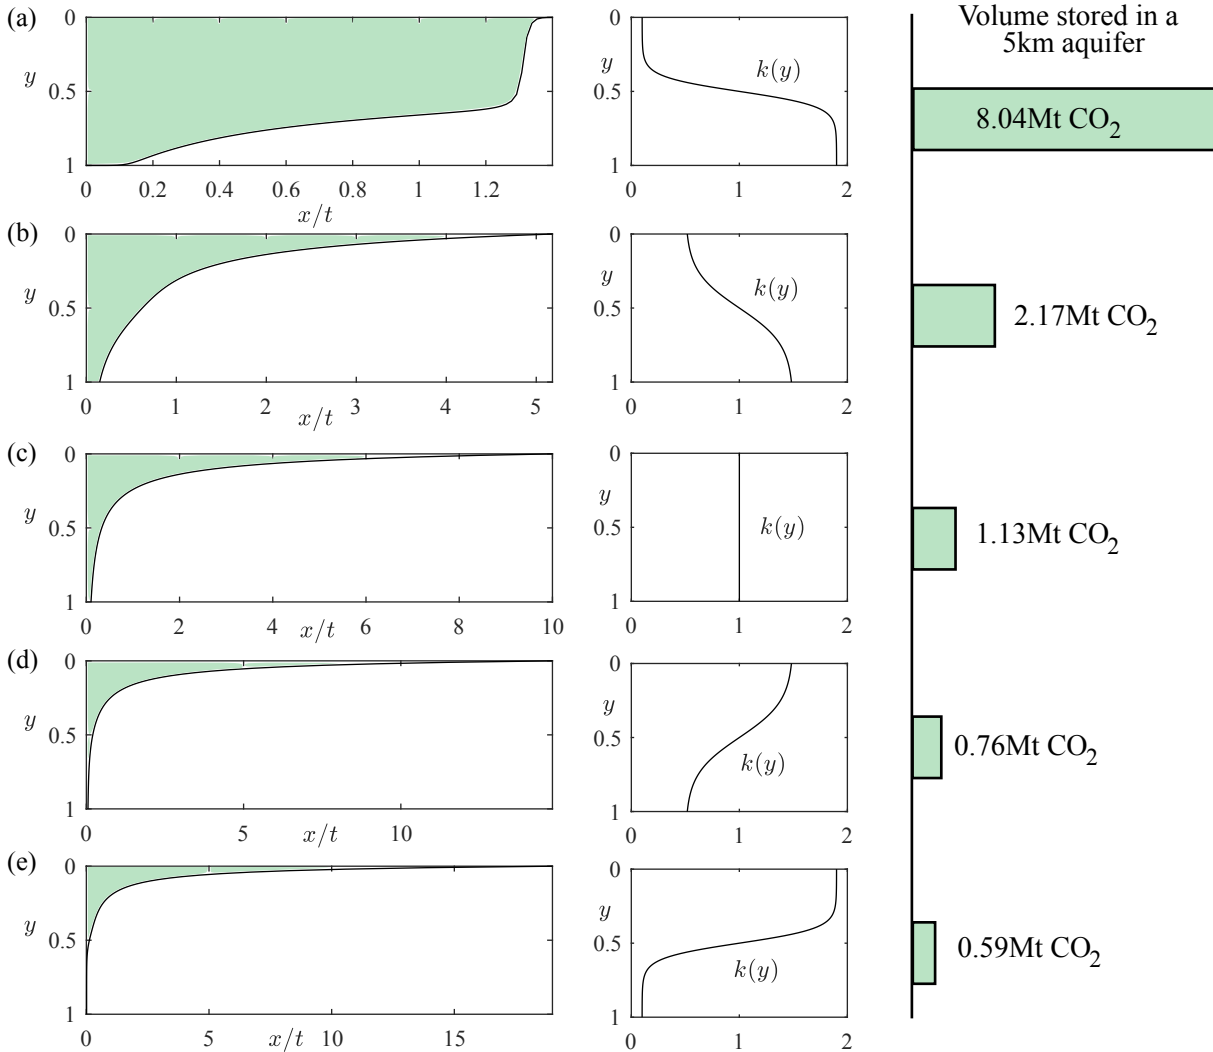 (a)
0
y
0.5
1
0 0.2 0.4 0.6 0.8 1 1.2
x/t
0
y
0.5
1
k(y)
0 1 2
Volume stored in a
5km aquifer
8.04Mt CO2
(b)
0
y
0.5
1
0 1 2 3 4 5
x/t
0
y
0.5
1
k(y)
0 1 2
2.17Mt CO2
(c)
0
y
0.5
1
0 2 4 6 8 10
x/t
0
y
0.5
1
k(y)
0 1 2
1.13Mt CO2
(d)
0
y
0.5
1
0 5 10
x/t
0
y
0.5
1
k(y)
0 1 2
0.76Mt CO2
(e)
0
y
0.5
1
0 5 10 15
x/t
0
y
0.5
1
k(y)
0 1 2
0.59Mt CO2